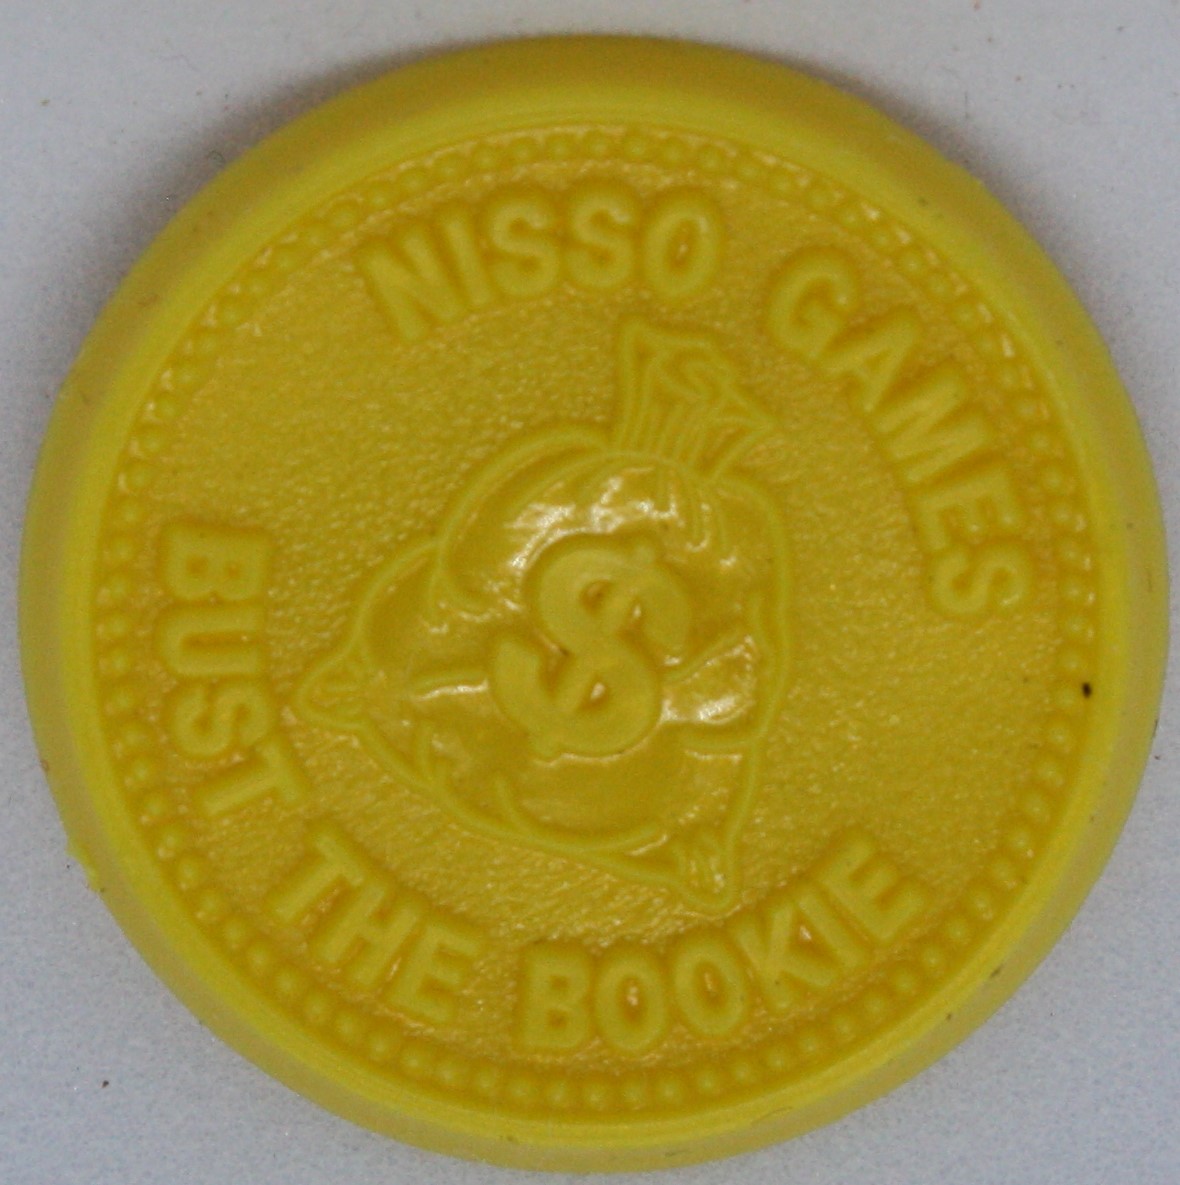 NISSO GAMES
$
BUST THE BOOKIE